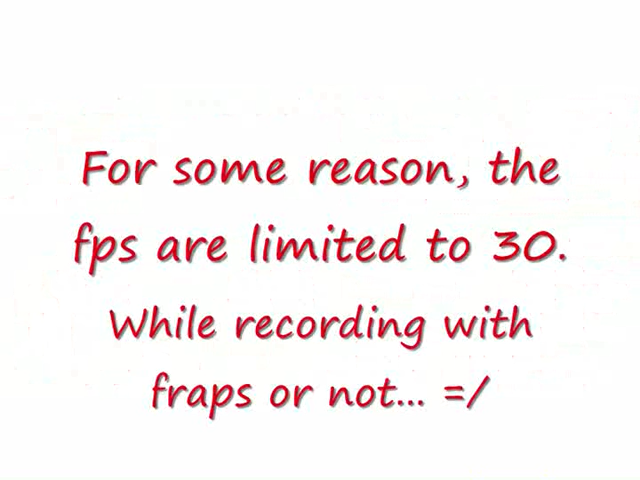 For some reason, the
fps are limited to 30.
While recording with
fraps or not... =/